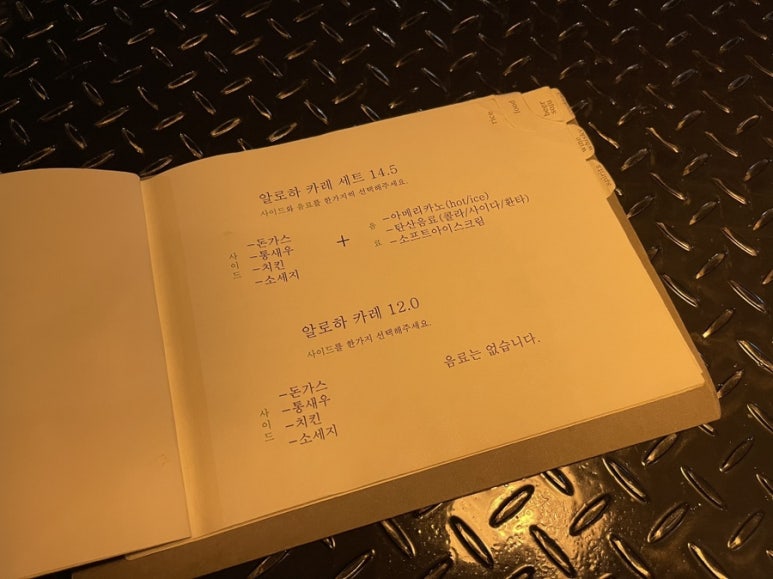 알로하 카레 세트 14.5
사이드와 음료를 한가지씩 선택해주세요.
사이드
-돈가스
-통새우
-치킨
-소세지
+
음료
-아메리카노(hot/ice)
-탄산음료(콜라/사이다/환타)
-소프트아이스크림
알로하 카레 12.0
사이드를 한가지 선택해주세요.
음료는 없습니다.
사이드
-돈가스
-통새우
-치킨
-소세지
rice